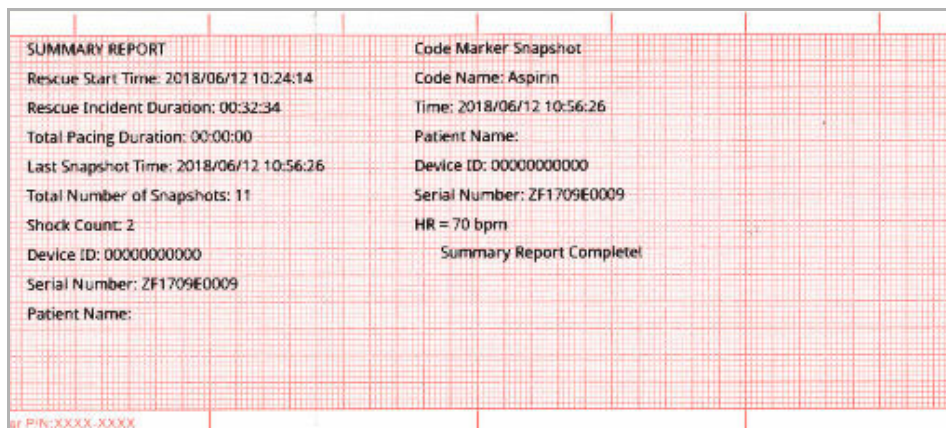 SUMMARY REPORT
Rescue Start Time: 2018/06/12 10:24:14
Rescue Incident Duration: 00:32:34
Total Pacing Duration: 00:00:00
Last Snapshot Time: 2018/06/12 10:56:26
Total Number of Snapshots: 11
Shock Count: 2
Device ID: 00000000000
Serial Number: ZF1709E0009
Patient Name:
Code Marker Snapshot
Code Name: Aspirin
Time: 2018/06/12 10:56:26
Patient Name:
Device ID: 00000000000
Serial Number: ZF1709E0009
HR = 70 bpm
Summary Report Complete!
P/N:XXXX-XXXX